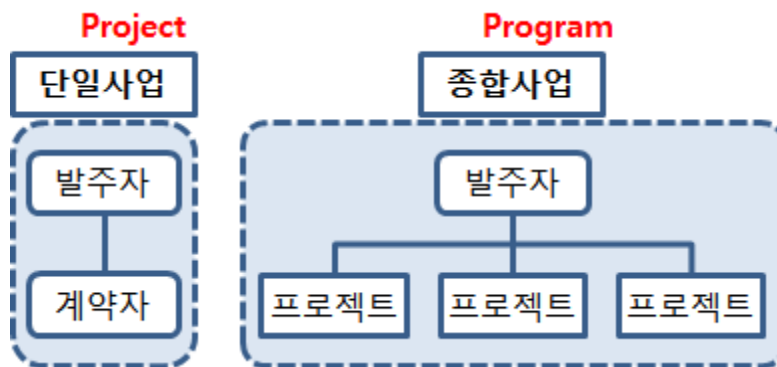 Project
단일사업
발주자
계약자
Program
종합사업
발주자
프로젝트
프로젝트
프로젝트